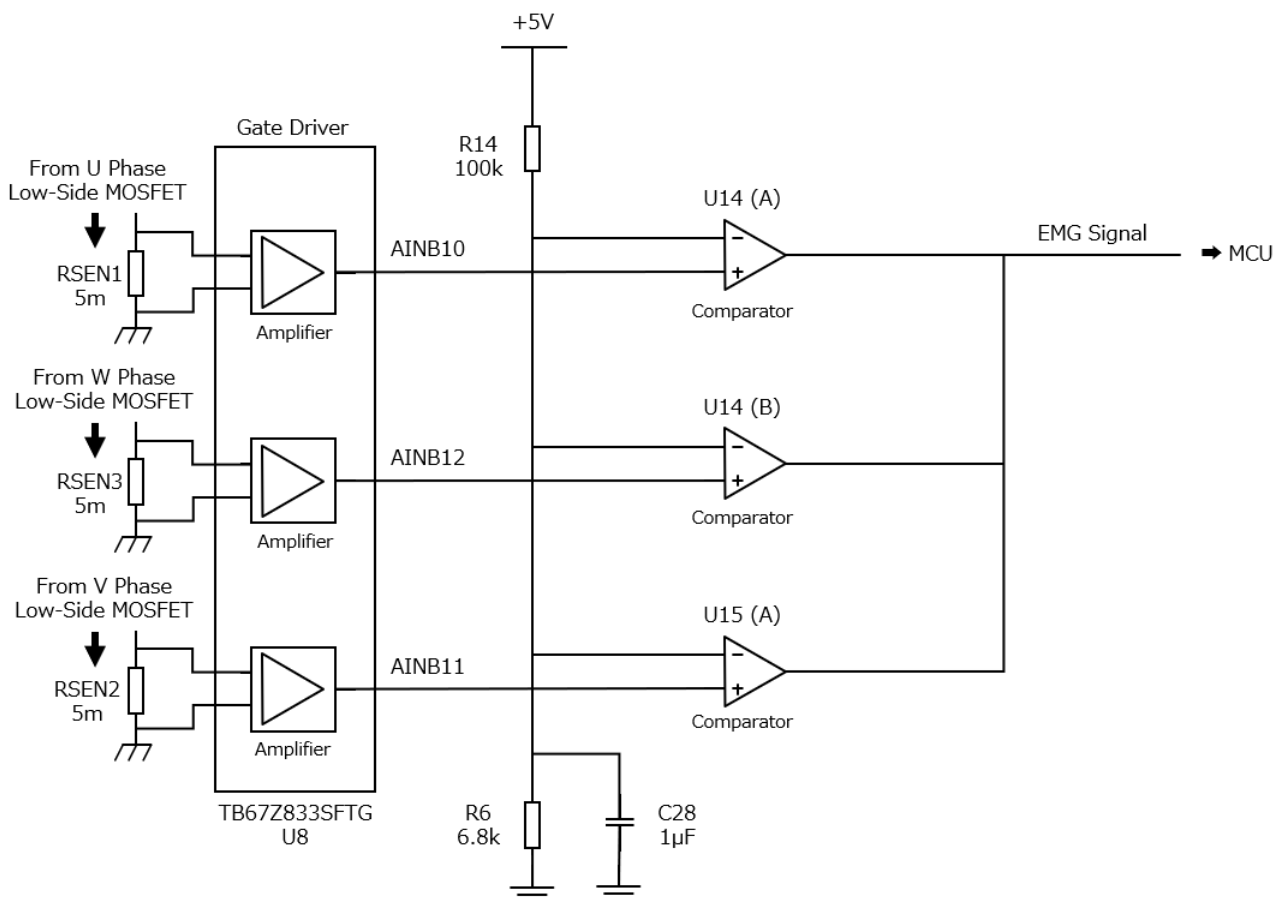 +5V
Gate Driver
R14
100k
From U Phase
Low-Side MOSFET
U14 (A)
AINB10
EMG Signal
MCU
RSEN1
5m
−
+
Amplifier
Comparator
From W Phase
Low-Side MOSFET
U14 (B)
AINB12
RSEN3
5m
−
+
Amplifier
Comparator
From V Phase
Low-Side MOSFET
U15 (A)
AINB11
RSEN2
5m
−
+
Amplifier
Comparator
TB67Z833SFTG
U8
R6
6.8k
C28
1µF